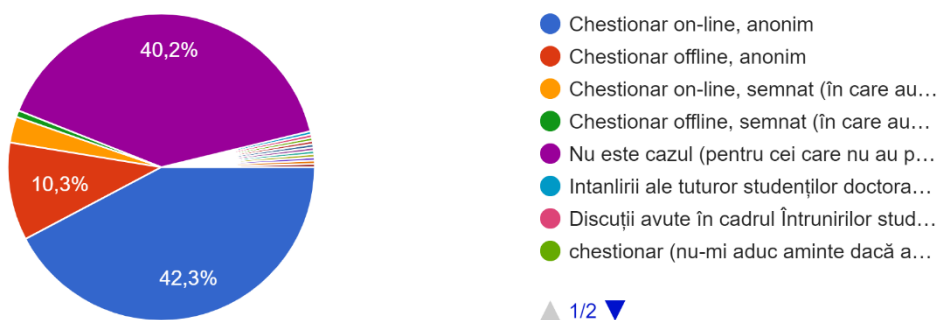 40,2%
10,3%
42,3%
Chestionar on-line, anonim
Chestionar offline, anonim
Chestionar on-line, semnat (în care au…
Chestionar offline, semnat (în care au…
Nu este cazul (pentru cei care nu au p…
Intanlirii ale tuturor studenților doctora…
Discuții avute în cadrul Întrunirilor stud…
chestionar (nu-mi aduc aminte dacă a…
1/2